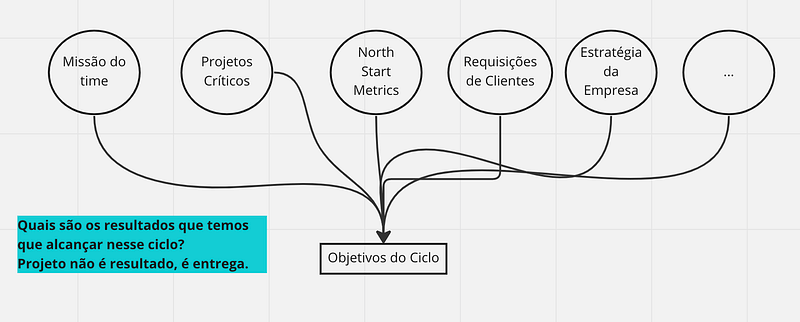 Missão do
time
Projetos
Críticos
North
Start
Metrics
Requisições
de Clientes
Estratégia
da
Empresa
...
Quais são os resultados que temos
que alcançar nesse ciclo?
Projeto não é resultado, é entrega.
Objetivos do Ciclo